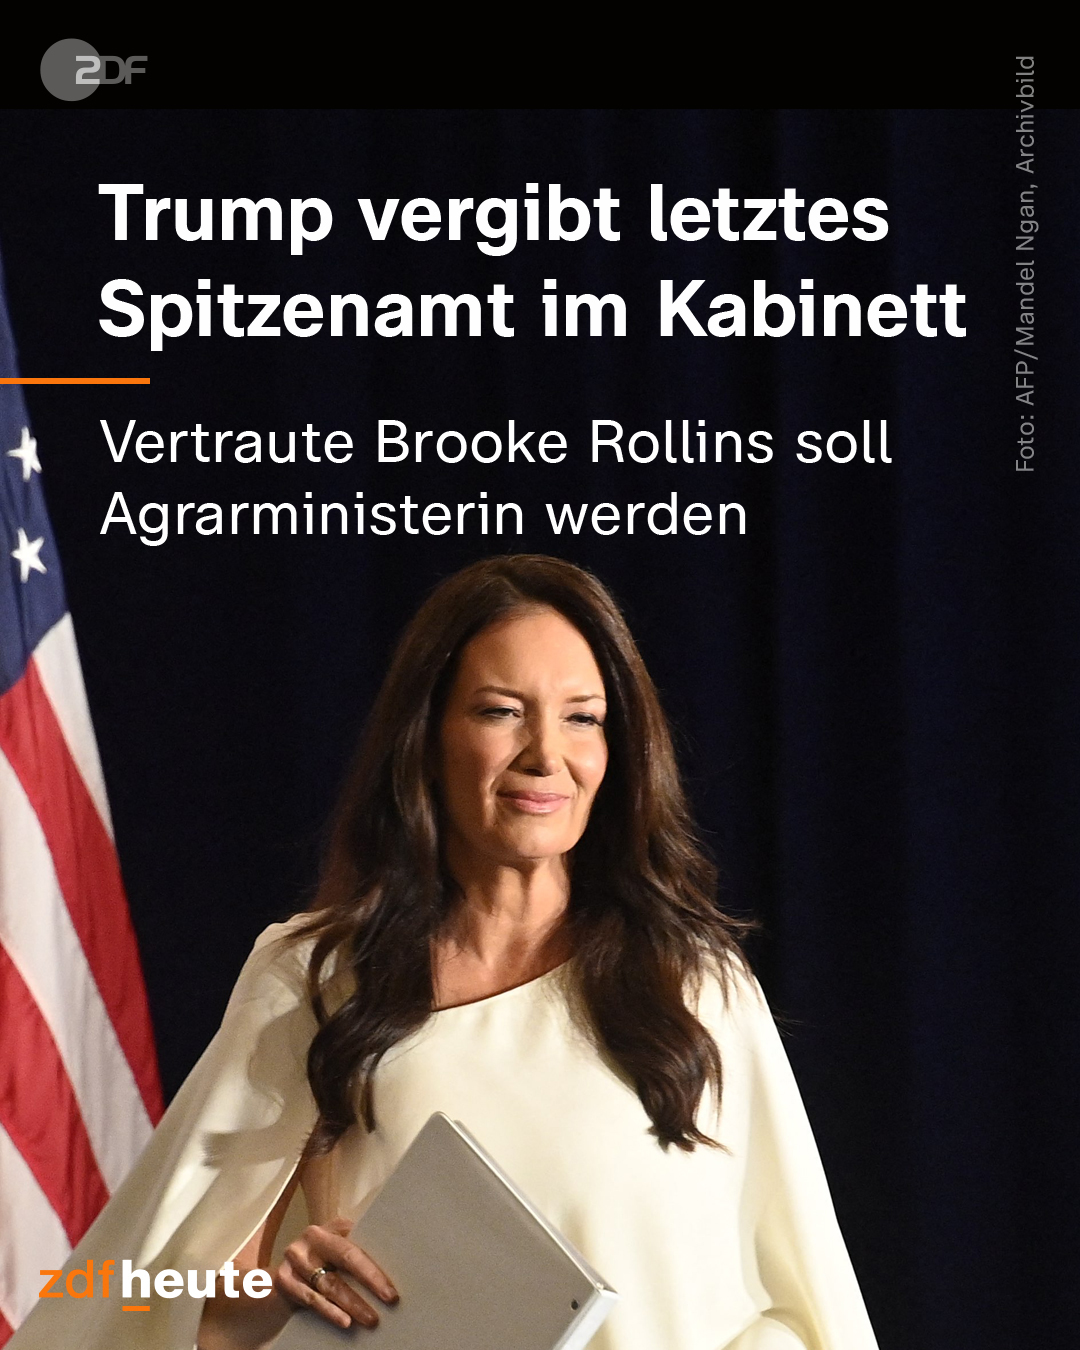 ZDF
Trump vergibt letztes
Spitzenamt im Kabinett
Vertraute Brooke Rollins soll
Agrarministerin werden
Foto: AFP/Mandel Ngan, Archivbild
zdfheute